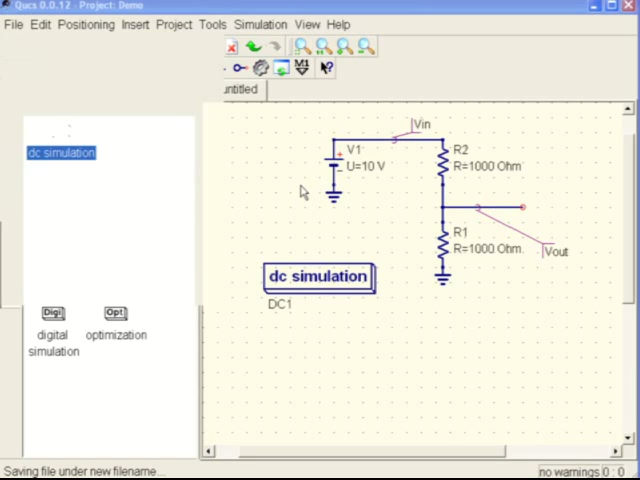 Qucs 0.0.12 - Project: Demo
File Edit Positioning Insert Project Tools Simulation View Help
M1
untitled
dc simulation
Digi
Opt
digital simulation
optimization
Vin
V1
U=10 V
R2
R=1000 Ohm
R1
R=1000 Ohm
Vout
dc simulation
DC1
Saving file under new filename...
no warnings 0 : 0